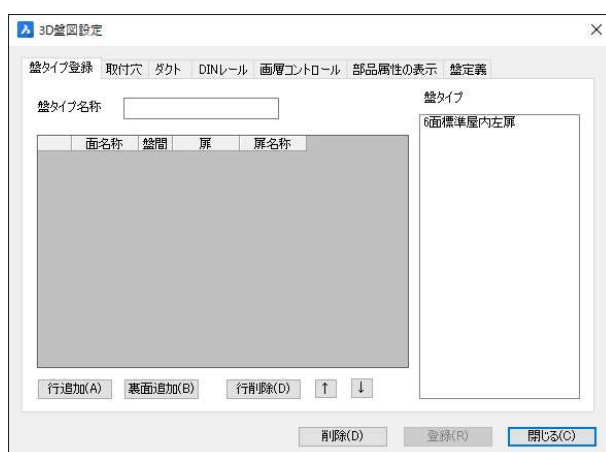 3D盤図設定
盤タイプ登録 取付穴 ダクト DINレール 画層コントロール 部品属性の表示 盤定義
盤タイプ名称
盤タイプ
6面標準屋内左扉
面名称 盤間 扉 扉名称
行追加(A) 裏面追加(B) 行削除(D) ↑ ↓
削除(D) 登録(R) 閉じる(C)